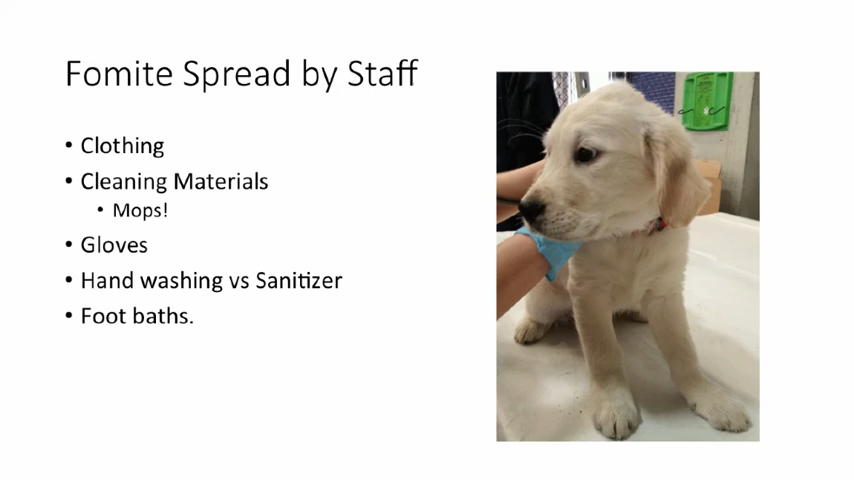 Fomite Spread by Staff
• Clothing
• Cleaning Materials
• Mops!
• Gloves
• Hand washing vs Sanitizer
• Foot baths.